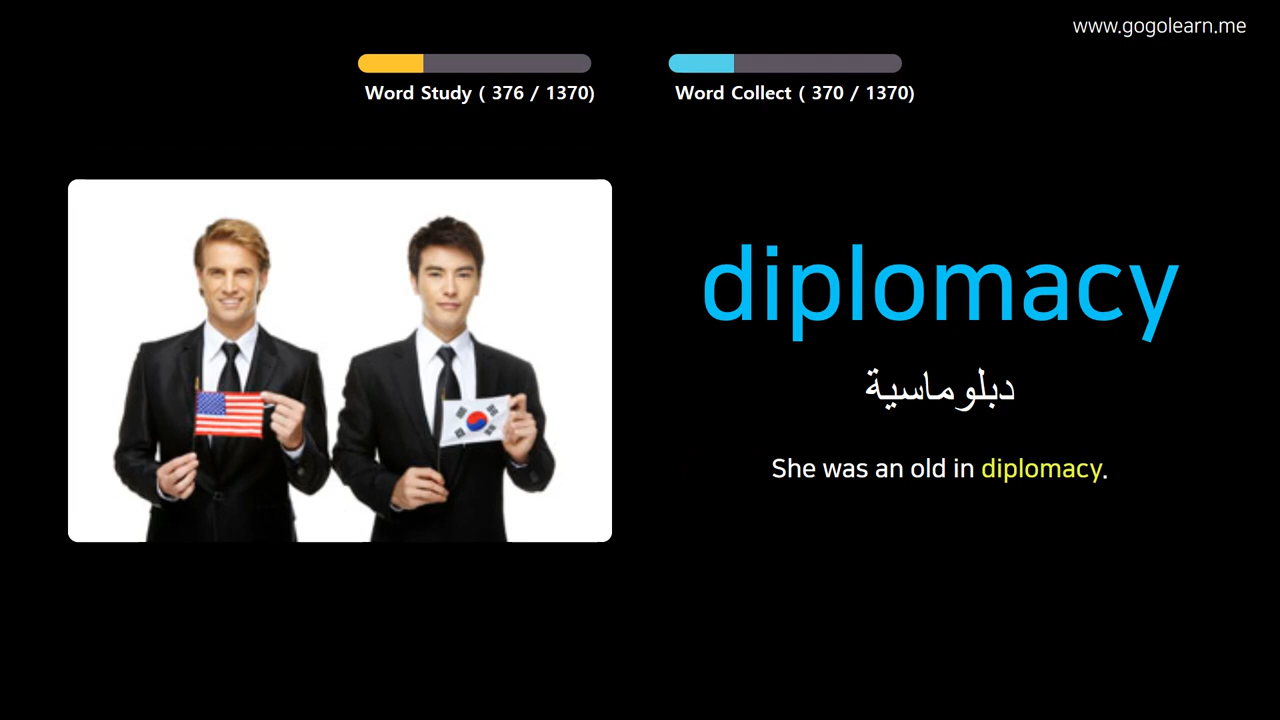 www.gogolearn.me
Word Study ( 376 / 1370)
Word Collect ( 370 / 1370)
diplomacy
دبلوماسية
She was an old in diplomacy.